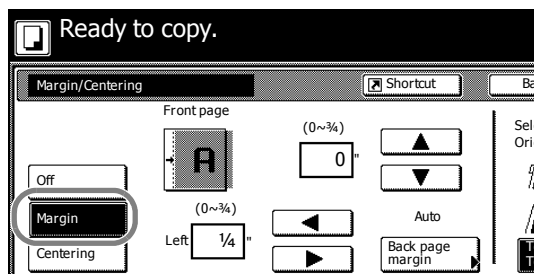 Ready to copy.
Margin/Centering
Shortcut
Ba
Front page
A
(0~¾)
0 "
Off
Margin
Centering
(0~¾)
Left ¼ "
Auto
Back page
margin
Sel
Ori